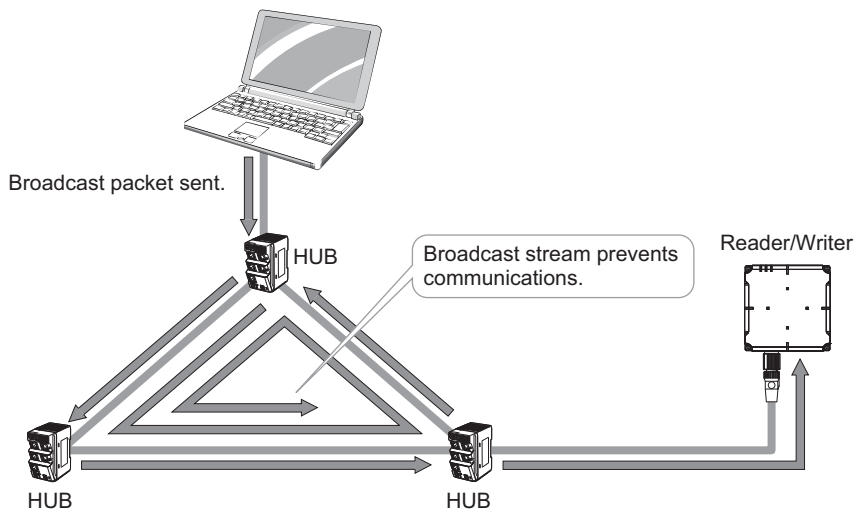 Broadcast packet sent.
HUB
Broadcast stream prevents
communications.
Reader/Writer
HUB
HUB